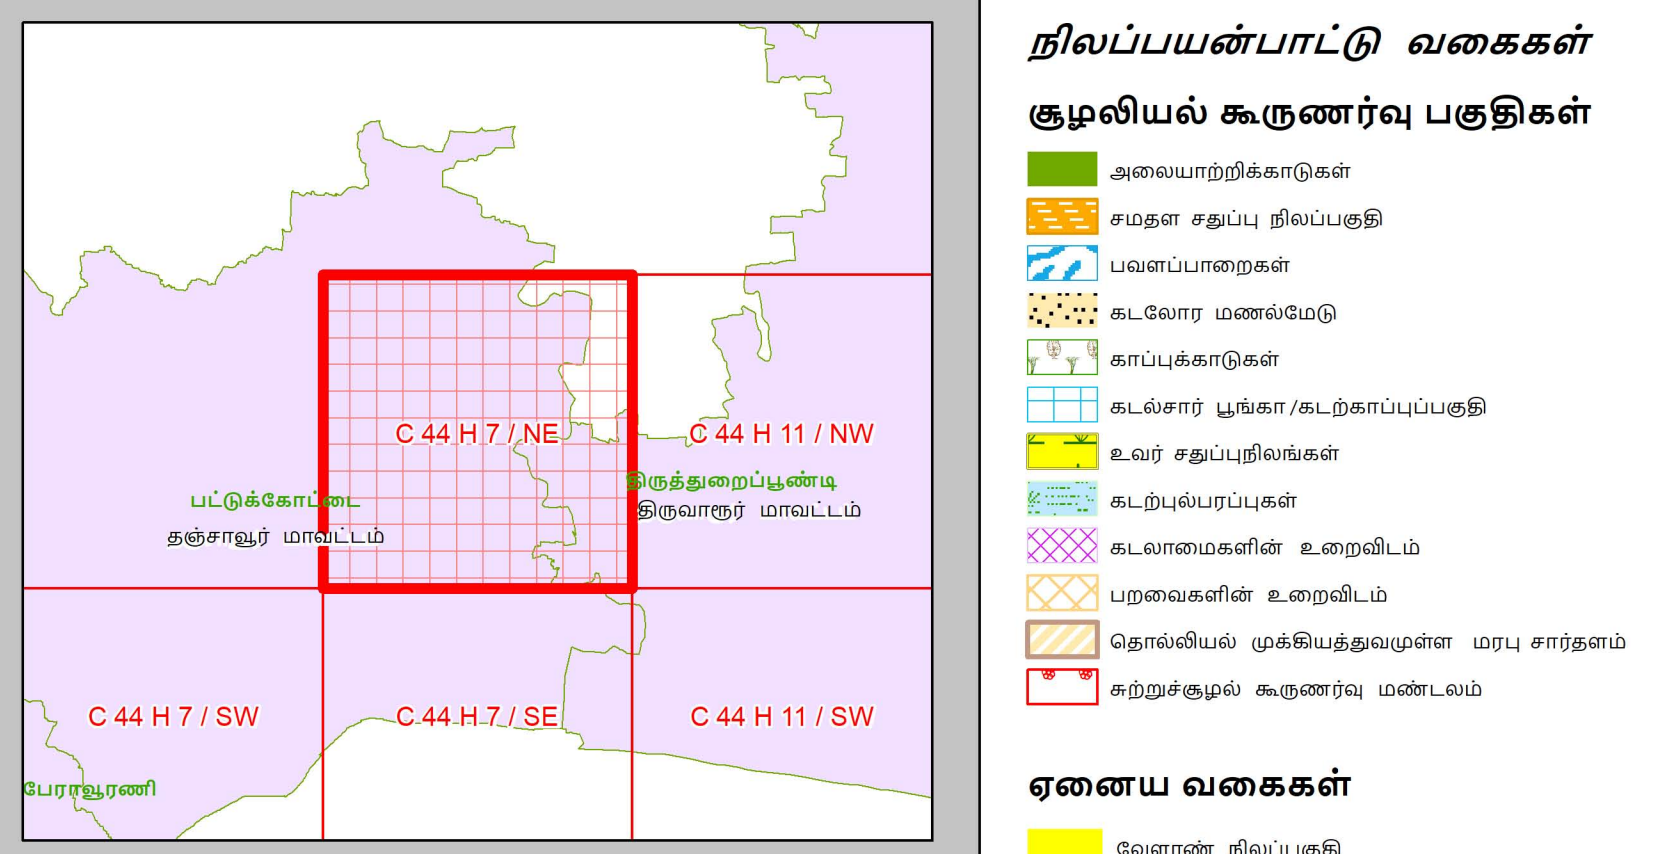 C 44 H 7 / NE
C 44 H 11 / NW
பட்டுக்கோட்டை
தஞ்சாவூர் மாவட்டம்
திருத்துறைப்பூண்டி
திருவாரூர் மாவட்டம்
C 44 H 7 / SW
C 44 H 7 / SE
C 44 H 11 / SW
பேராவூரணி
நிலப்பயன்பாட்டு வகைகள்
சூழலியல் கூருணர்வு பகுதிகள்
அலையாற்றிக்காடுகள்
சமதள சதுப்பு நிலப்பகுதி
பவளப்பாறைகள்
கடலோர மணல்மேடு
காப்புக்காடுகள்
கடல்சார் பூங்கா /கடற்காப்புப்பகுதி
உவர் சதுப்புநிலங்கள்
கடற்புல்பரப்புகள்
கடலாமைகளின் உறைவிடம்
பறவைகளின் உறைவிடம்
தொல்லியல் முக்கியத்துவமுள்ள மரபு சார்தளம்
சுற்றுச்சூழல் கூருணர்வு மண்டலம்
ஏனைய வகைகள்
வேளாண் நிலப்பகுதி